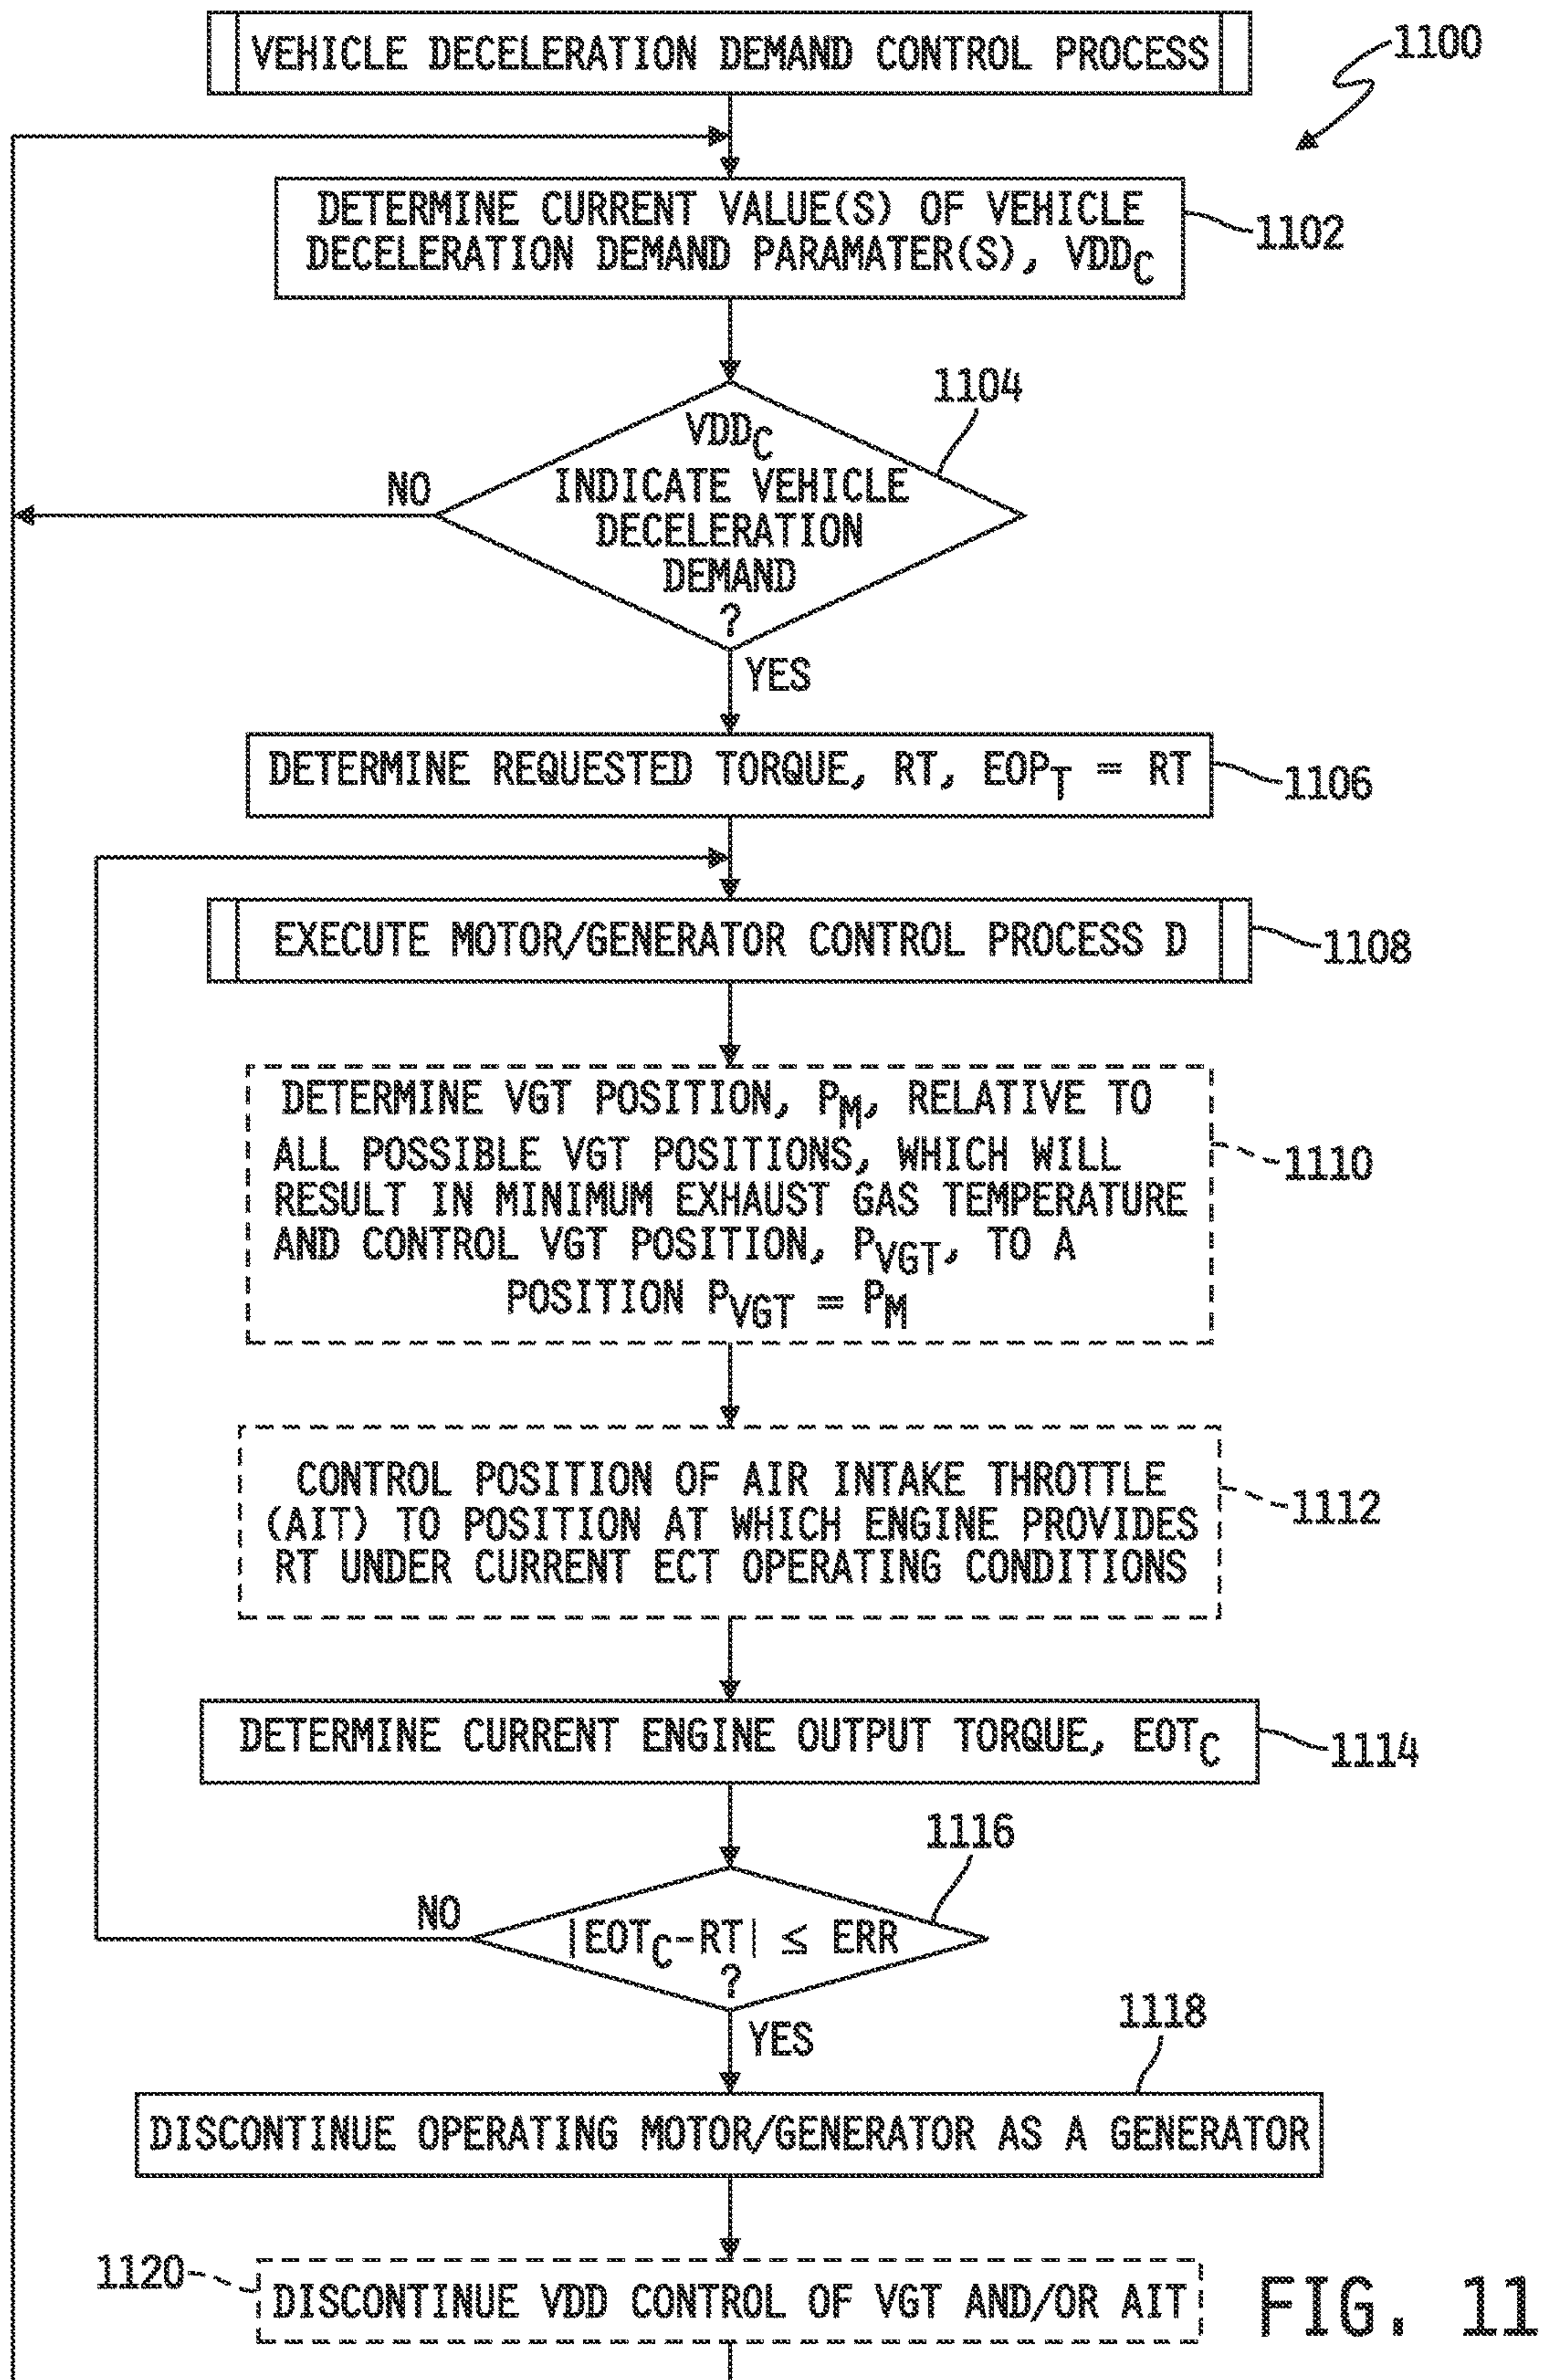 VEHICLE DECELERATION DEMAND CONTROL PROCESS
1100
DETERMINE CURRENT VALUE(S) OF VEHICLE
DECELERATION DEMAND PARAMATER(S), VDDC
1102
1104
VDDC
INDICATE VEHICLE
DECELERATION
DEMAND
?
NO
YES
DETERMINE REQUESTED TORQUE, RT, EOPT = RT
1106
EXECUTE MOTOR/GENERATOR CONTROL PROCESS D
1108
DETERMINE VGT POSITION, PM, RELATIVE TO
ALL POSSIBLE VGT POSITIONS, WHICH WILL
RESULT IN MINIMUM EXHAUST GAS TEMPERATURE
AND CONTROL VGT POSITION, PVGT, TO A
POSITION PVGT = PM
1110
CONTROL POSITION OF AIR INTAKE THROTTLE
(AIT) TO POSITION AT WHICH ENGINE PROVIDES
RT UNDER CURRENT ECT OPERATING CONDITIONS
1112
DETERMINE CURRENT ENGINE OUTPUT TORQUE, EOTC
1114
1116
NO
|EOTC-RT| ≤ ERR
?
YES
1118
DISCONTINUE OPERATING MOTOR/GENERATOR AS A GENERATOR
1120
DISCONTINUE VDD CONTROL OF VGT AND/OR AIT
FIG. 11